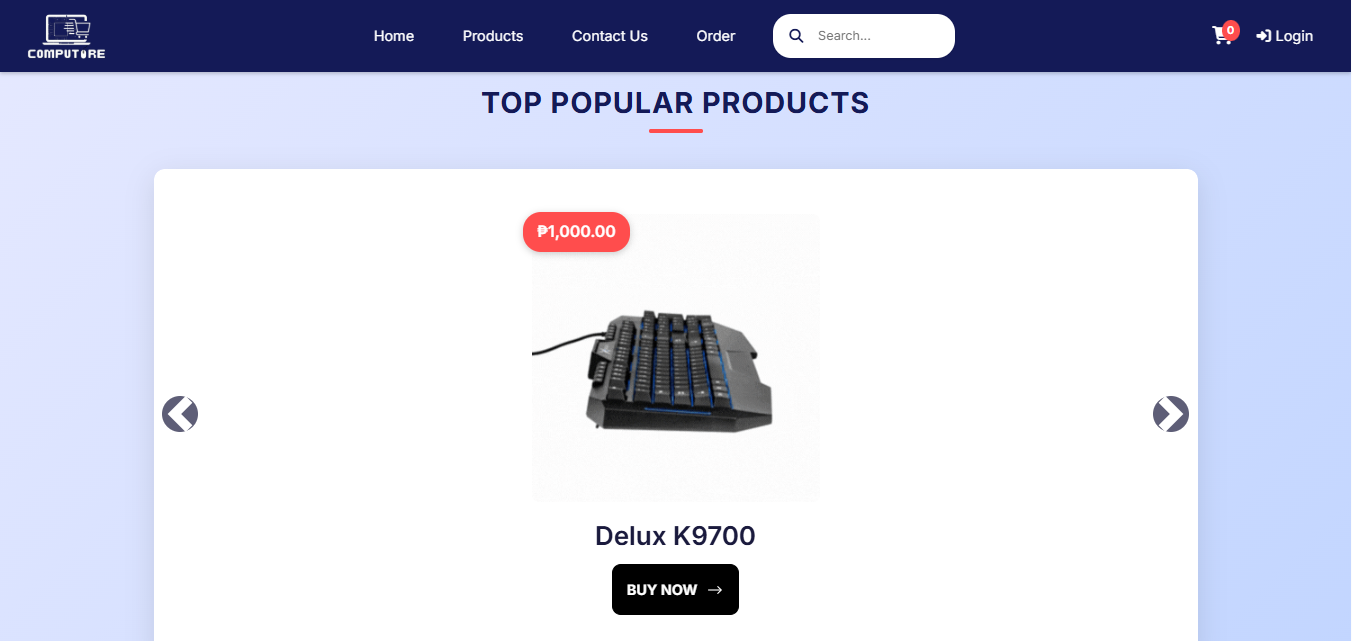 COMPUTORE
Home
Products
Contact Us
Order
Search...
0
Login
TOP POPULAR PRODUCTS
₱1,000.00
Delux K9700
BUY NOW →